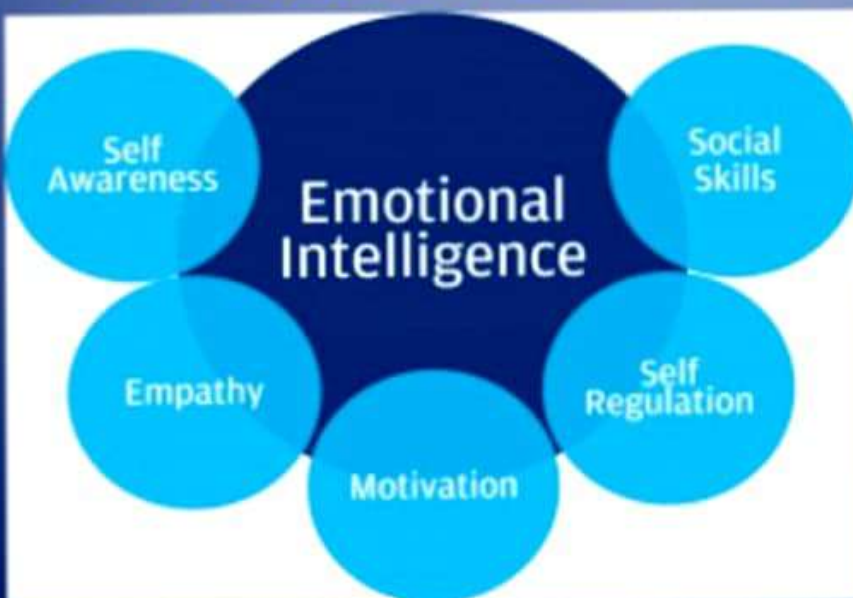 Self
Awareness
Social
Skills
Emotional
Intelligence
Empathy
Self
Regulation
Motivation